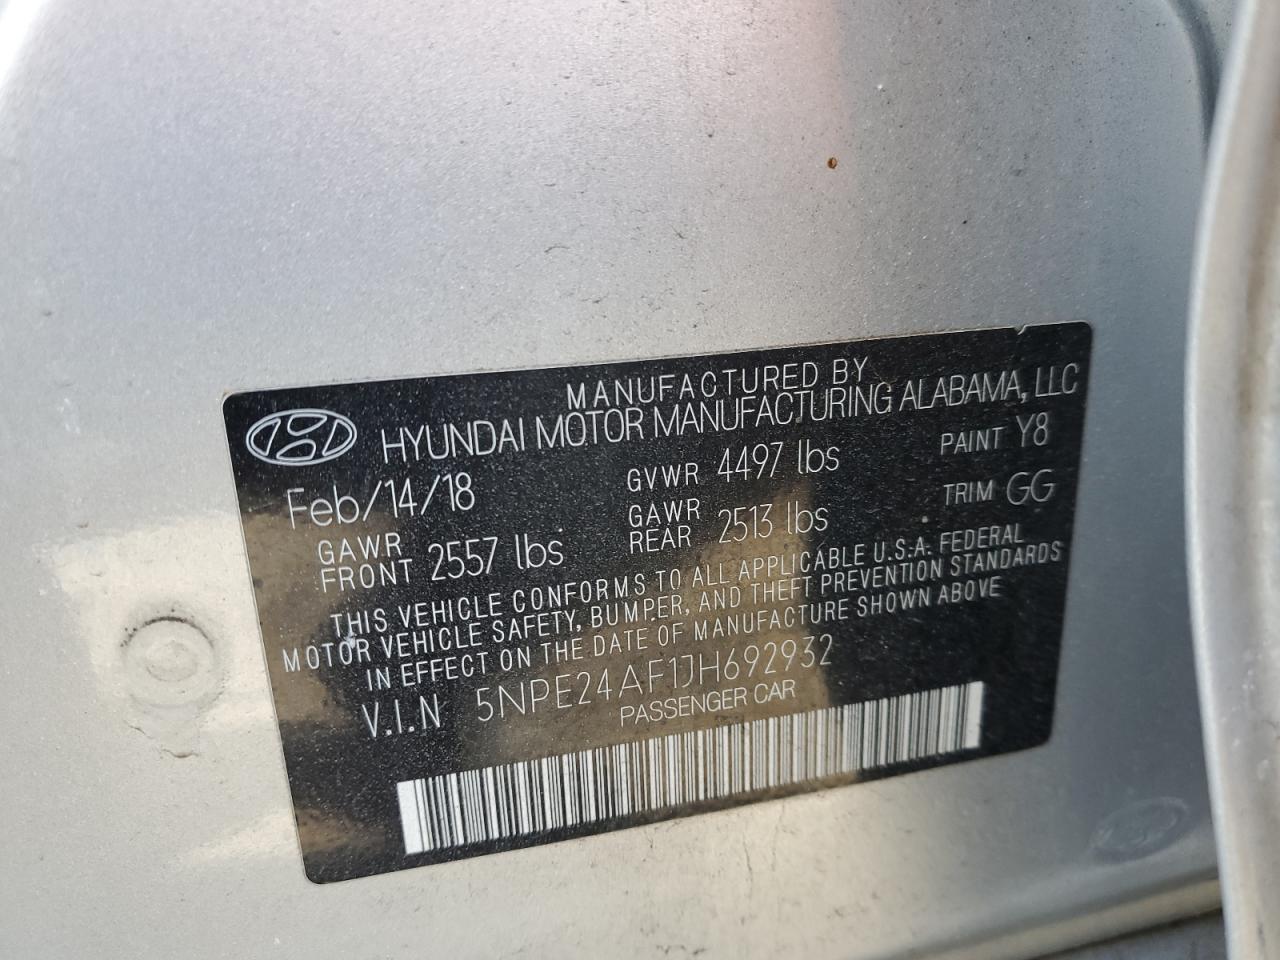 MANUFACTURED BY
HYUNDAI MOTOR MANUFACTURING ALABAMA, LLC
Feb/14/18 GVWR 4497 lbs PAINT Y8
GAWR FRONT 2557 lbs GAWR REAR 2513 lbs TRIM GG
THIS VEHICLE CONFORMS TO ALL APPLICABLE U.S.A. FEDERAL
MOTOR VEHICLE SAFETY, BUMPER, AND THEFT PREVENTION STANDARDS
IN EFFECT ON THE DATE OF MANUFACTURE SHOWN ABOVE
V.I.N 5NPE24AF1JH692932
PASSENGER CAR